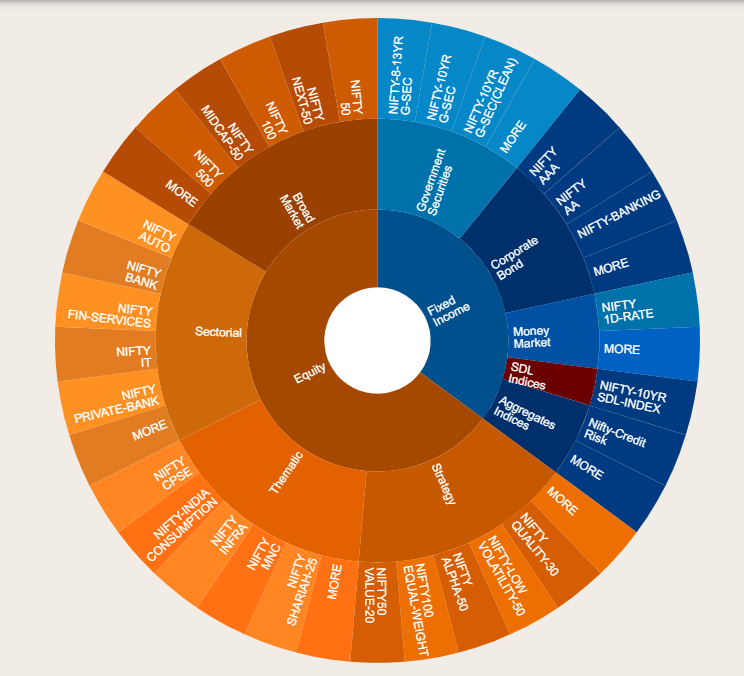 Fixed
Income
Equity
Government
Securities
Corporate
Bond
Money
Market
SDL
Indices
Aggregates
Indices
Strategy
Thematic
Sectorial
Broad
Market
NIFTY-8-13YR
G-SEC
NIFTY-10YR
G-SEC
NIFTY-10YR
G-SEC(CLEAN)
MORE
NIFTY
AAA
NIFTY
AA
NIFTY-BANKING
MORE
NIFTY
1D-RATE
MORE
NIFTY-10YR
SDL-INDEX
Nifty-Credit
Risk
MORE
MORE
NIFTY
QUALITY-30
NIFTY-LOW
VOLATILITY-50
NIFTY
ALPHA-50
NIFTY100
EQUAL-WEIGHT
NIFTY50
VALUE-20
MORE
NIFTY
SHARIAH-25
NIFTY
MNC
NIFTY
INFRA
NIFTY-INDIA
CONSUMPTION
NIFTY
CPSE
MORE
NIFTY
PRIVATE-BANK
NIFTY
IT
NIFTY
FIN-SERVICES
NIFTY
BANK
NIFTY
AUTO
MORE
NIFTY
500
NIFTY
MIDCAP-50
NIFTY
100
NIFTY
NEXT-50
NIFTY
50